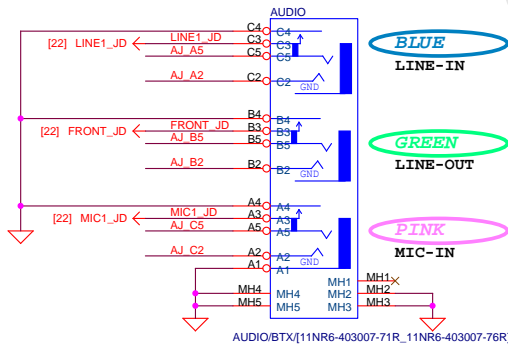 AUDIO
C4 C4
[22] LINE1_JD LINE1_JD C3 C3
AJ_A5 C5 C5
BLUE
LINE-IN
AJ_A2 C2 C2
GND
B4 B4
[22] FRONT_JD FRONT_JD B3 B3
AJ_B5 B5 B5
GREEN
LINE-OUT
AJ_B2 B2 B2
GND
A4 A4
[22] MIC1_JD MIC1_JD A3 A3
AJ_C5 A5 A5
PINK
MIC-IN
AJ_C2 A2 A2
GND
A1 A1
MH1 MH1
MH4 MH4 MH2 MH2
MH5 MH5 MH3 MH3
AUDIO/BTX/[11NR6-403007-71R_11NR6-403007-76R]